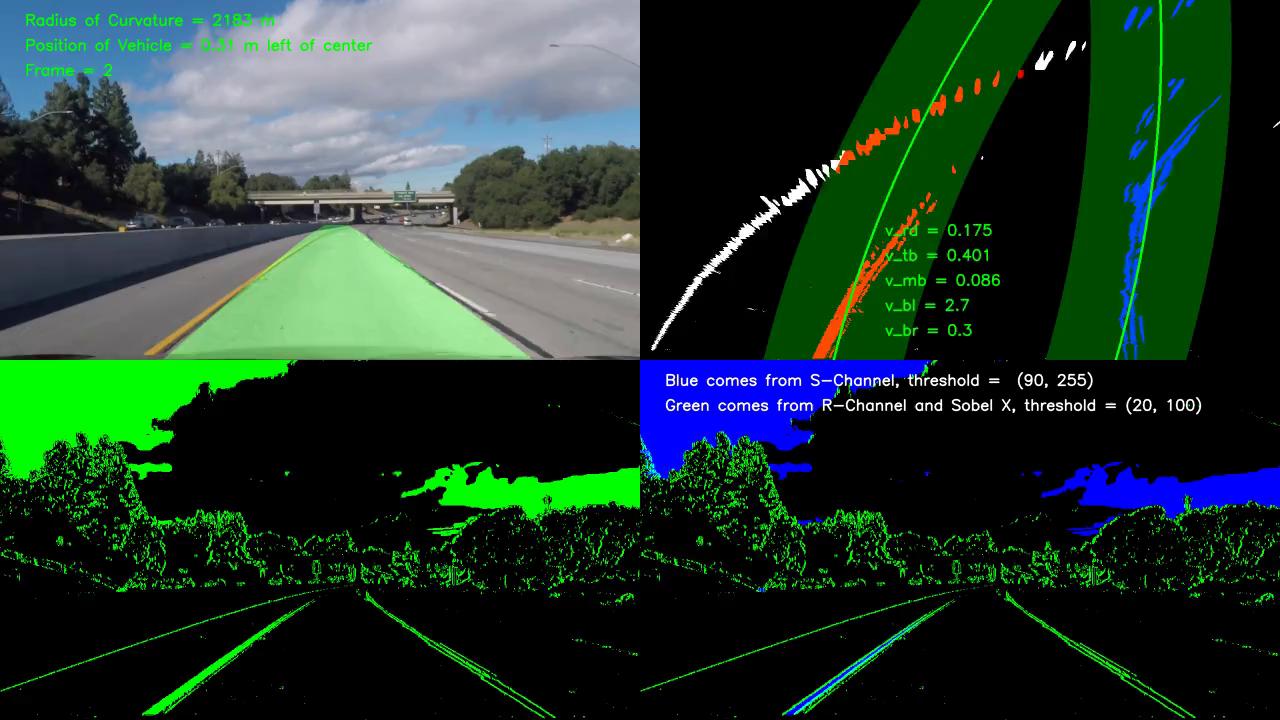 Radius of Curvature = 2183 m
Position of Vehicle = 0.31 m left of center
Frame = 2
v_rd = 0.175
v_tb = 0.401
v_mb = 0.086
v_bl = 2.7
v_br = 0.3
Blue comes from S-Channel, threshold = (90, 255)
Green comes from R-Channel and Sobel X, threshold = (20, 100)